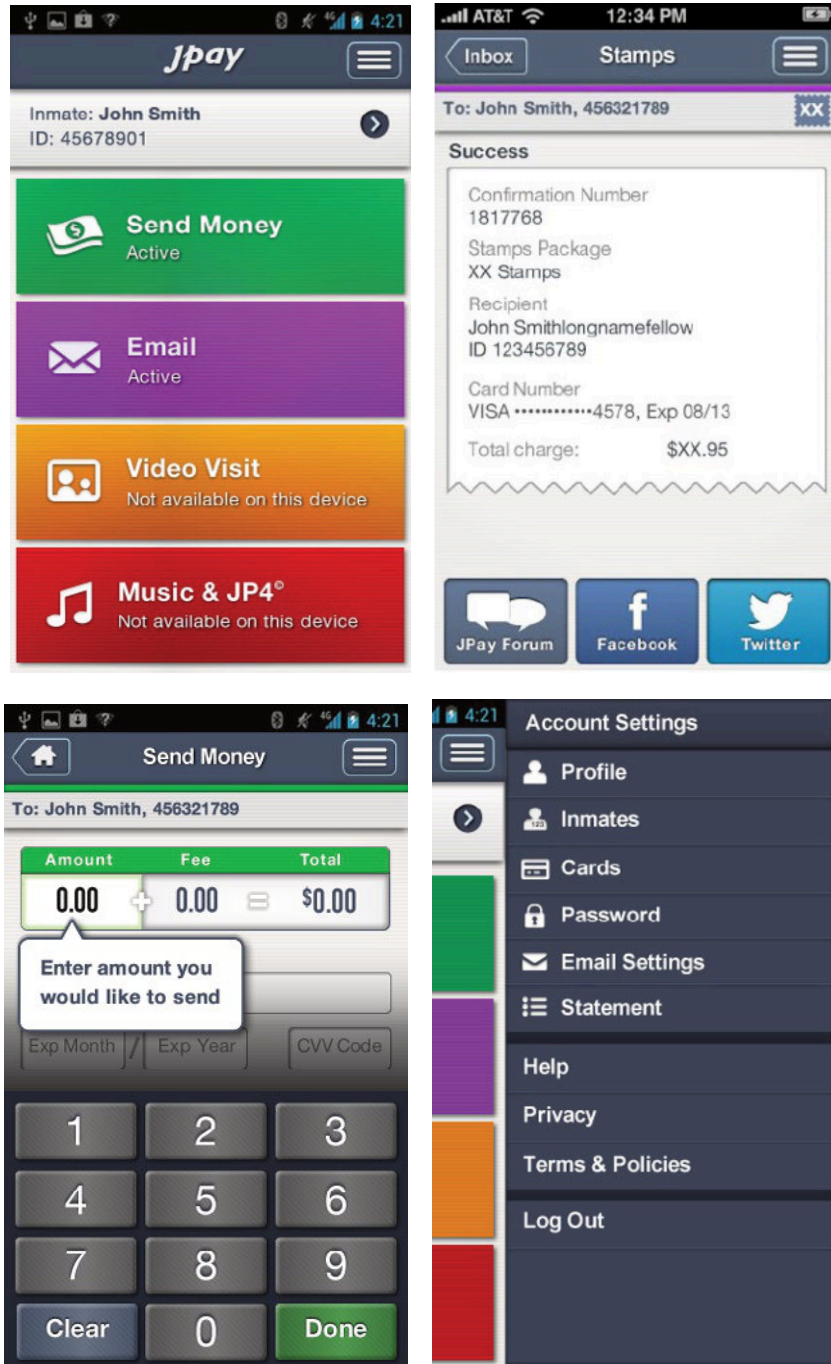 4:21
JPay
Inmate: John Smith
ID: 45678901
Send Money
Active
Email
Active
Video Visit
Not available on this device
Music & JP4©
Not available on this device
AT&T 12:34 PM
Inbox Stamps
To: John Smith, 456321789 XX
Success
Confirmation Number
1817768
Stamps Package
XX Stamps
Recipient
John Smithlongnamefellow
ID 123456789
Card Number
VISA ••••••••••••4578, Exp 08/13
Total charge: $XX.95
JPay Forum Facebook Twitter
4G 4:21
Send Money
To: John Smith, 456321789
Amount Fee Total
0.00 + 0.00 = $0.00
Enter amount you
would like to send
Exp Month / Exp Year CVV Code
1 2 3
4 5 6
7 8 9
Clear 0 Done
4:21 Account Settings
Profile
Inmates
Cards
Password
Email Settings
Statement
Help
Privacy
Terms & Policies
Log Out